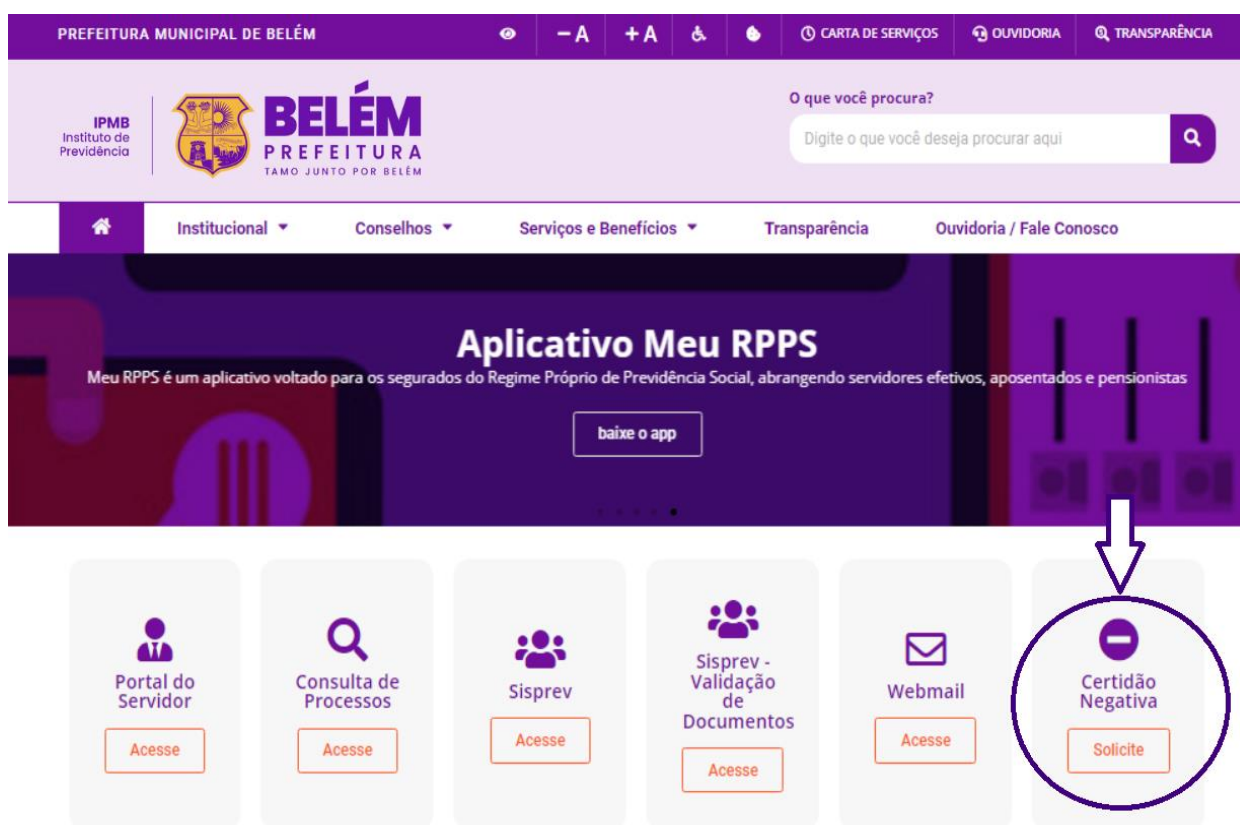 PREFEITURA MUNICIPAL DE BELÉM
– A
+ A
CARTA DE SERVIÇOS
OUVIDORIA
TRANSPARÊNCIA
IPMB
Instituto de
Previdência
BELÉM
PREFEITURA
TAMO JUNTO POR BELÉM
O que você procura?
Digite o que você deseja procurar aqui
Institucional
Conselhos
Serviços e Benefícios
Transparência
Ouvidoria / Fale Conosco
Aplicativo Meu RPPS
Meu RPPS é um aplicativo voltado para os segurados do Regime Próprio de Previdência Social, abrangendo servidores efetivos, aposentados e pensionistas
baixe o app
Portal do
Servidor
Acesse
Consulta de
Processos
Acesse
Sisprev
Acesse
Sisprev -
Validação
de
Documentos
Acesse
Webmail
Acesse
Certidão
Negativa
Solicite